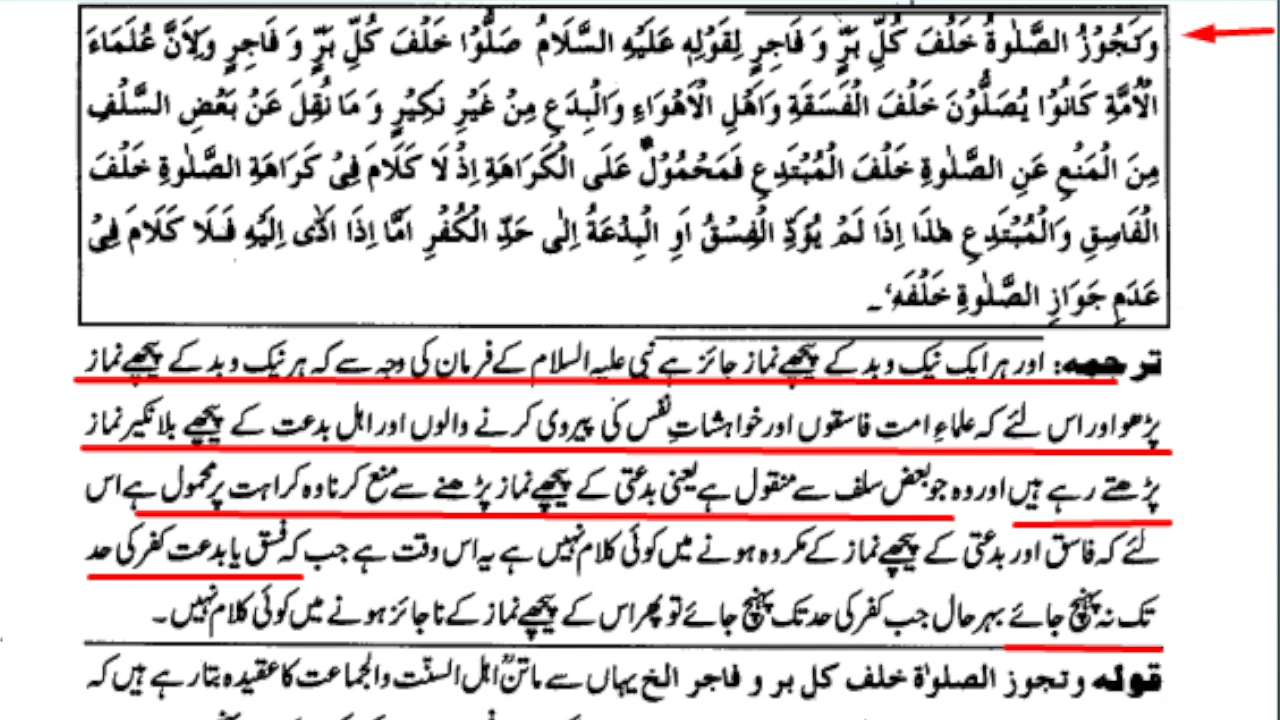 وَتَجُوْزُ الصَّلٰوةُ خَلْفَ كُلِّ بَرٍّ وَ فَاجِرٍ لِقَوْلِهٖ عَلَيْهِ السَّلَامُ صَلُّوْا خَلْفَ كُلِّ بَرٍّ وَ فَاجِرٍ وَلِاَنَّ عُلَمَاءَ
الْاُمَّةِ كَانُوْا يُصَلُّوْنَ خَلْفَ الْفَسَقَةِ وَاَهْلِ الْاَهْوَاءِ وَالْبِدَعِ مِنْ غَيْرِ نَكِيْرٍ وَ مَا نُقِلَ عَنْ بَعْضِ السَّلْفِ
مِنَ الْمَنْعِ عَنِ الصَّلٰوةِ خَلْفَ الْمُبْتَدِعِ فَمَحْمُوْلٌ عَلَى الْكَرَاهَةِ اِذْ لَا كَلَامَ فِىْ كَرَاهَةِ الصَّلٰوةِ خَلْفَ
الْفَاسِقِ وَالْمُبْتَدِعِ هٰذَا اِذَا لَمْ يُؤَدِّ الْفِسْقُ اَوِ الْبِدْعَةُ اِلٰى حَدِّ الْكُفْرِ اَمَّا اِذَا اَدّٰى اِلَيْهِ فَلَا كَلَامَ فِىْ
عَدَمِ جَوَازِ الصَّلٰوةِ خَلْفَهٗ۔
ترجمہ: اور ہر ایک نیک وبد کے پیچھے نماز جائز ہے نبی علیہ السلام کے فرمان کی وجہ سے کہ ہر نیک وبد کے پیچھے نماز
پڑھو اور اس لئے کہ علماءِ امت فاسقوں اور خواہشاتِ نفس کی پیروی کرنے والوں اور اہل بدعت کے پیچھے بلا نکیر نماز
پڑھتے رہے ہیں اور وہ جو بعض سلف سے منقول ہے یعنی بدعتی کے پیچھے نماز پڑھنے سے منع کرنا وہ کراہت پر محمول ہے اس
لئے کہ فاسق اور بدعتی کے پیچھے نماز کے مکروہ ہونے میں کوئی کلام نہیں ہے یہ اس وقت ہے جب کہ فسق یا بدعت کفر کی حد
تک نہ پہنچ جائے بہر حال جب کفر کی حد تک پہنچ جائے تو پھر اس کے پیچھے نماز کے ناجائز ہونے میں کوئی کلام نہیں۔
قولہ وتجوز الصلوٰۃ خلف کل بر و فاجر الخ یہاں سے ماتنؒ اہل السنّت والجماعت کا عقیدہ بتا رہے ہیں کہ